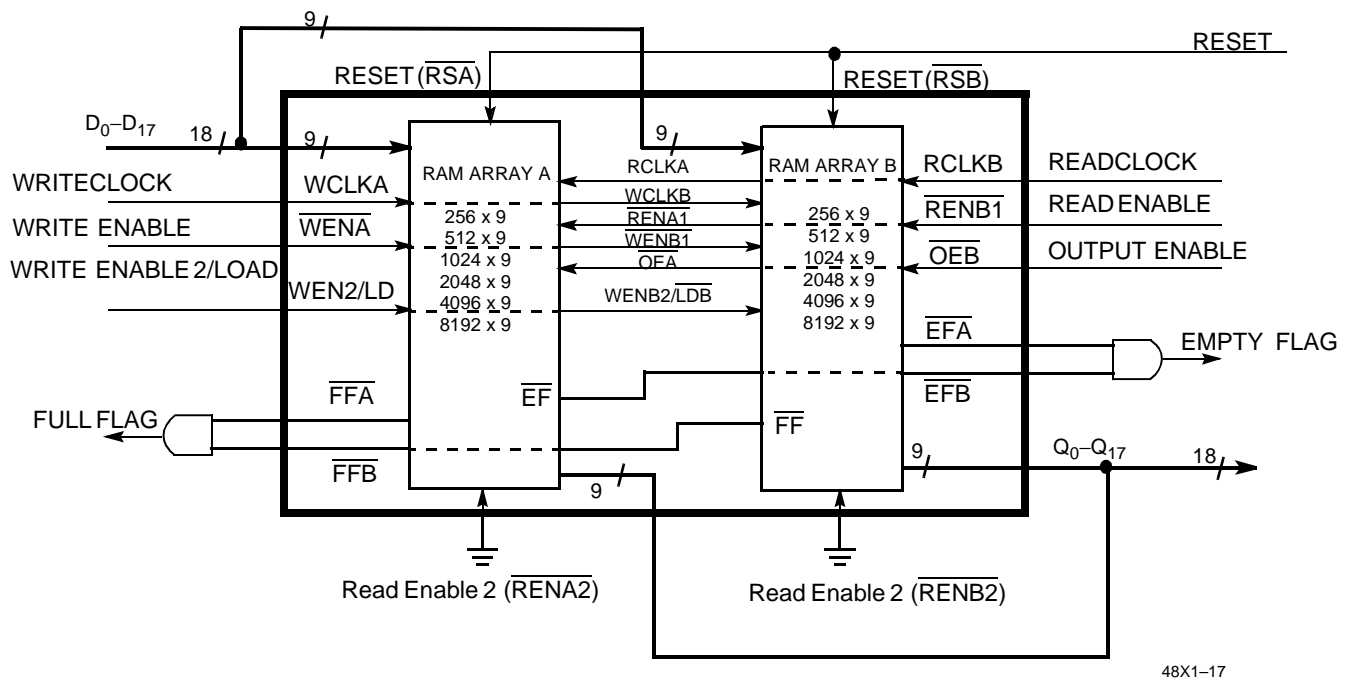 9
RESET
RESET (RSA)
RESET (RSB)
D0–D17
18
9
9
RAM ARRAY A
RCLKA
RAM ARRAY B
RCLKB
READCLOCK
WRITECLOCK
WCLKA
WCLKB
256 x 9
RENA1
256 x 9
RENB1
READ ENABLE
WRITE ENABLE
WENA
512 x 9
WENB1
512 x 9
1024 x 9
OEA
1024 x 9
OEB
OUTPUT ENABLE
WRITE ENABLE 2/LOAD
2048 x 9
2048 x 9
WEN2/LD
4096 x 9
WENB2/LDB
4096 x 9
8192 x 9
8192 x 9
EFA
EMPTY FLAG
FFA
EF
EFB
FULL FLAG
FF
FFB
9
9
Q0–Q17
18
Read Enable 2 (RENA2)
Read Enable 2 (RENB2)
48X1–17